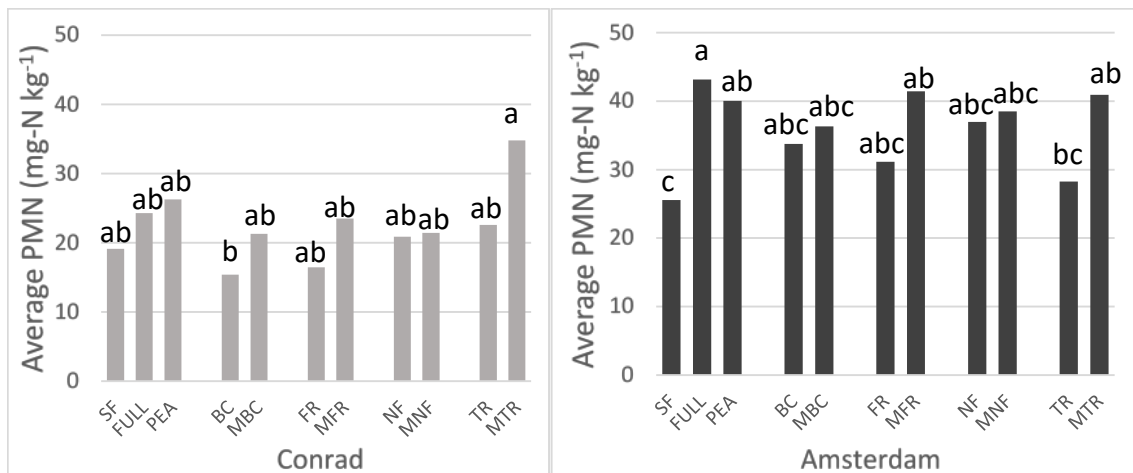 Average PMN (mg-N kg⁻¹)
50
40
30
20
10
0
ab
ab
ab
b
ab
ab
ab
ab
ab
ab
a
SF
FULL
PEA
BC
MBC
FR
MFR
NF
MNF
TR
MTR
Conrad
Average PMN (mg-N kg⁻¹)
50
40
30
20
10
0
c
a
ab
abc
abc
abc
ab
abc
abc
bc
ab
SF
FULL
PEA
BC
MBC
FR
MFR
NF
MNF
TR
MTR
Amsterdam